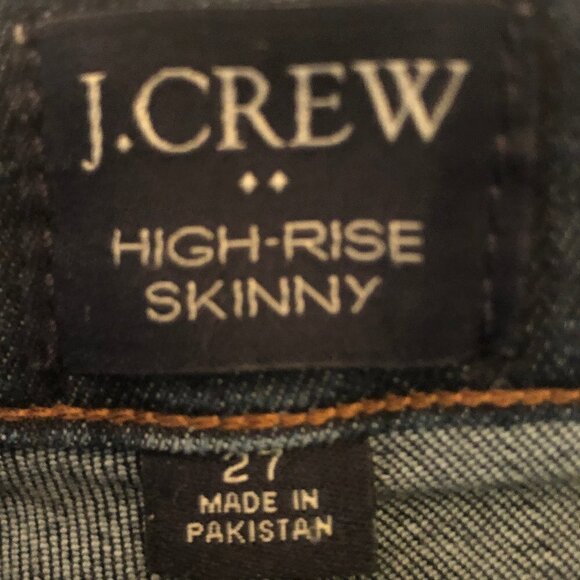 J.CREW
HIGH-RISE
SKINNY
27
MADE IN
PAKISTAN